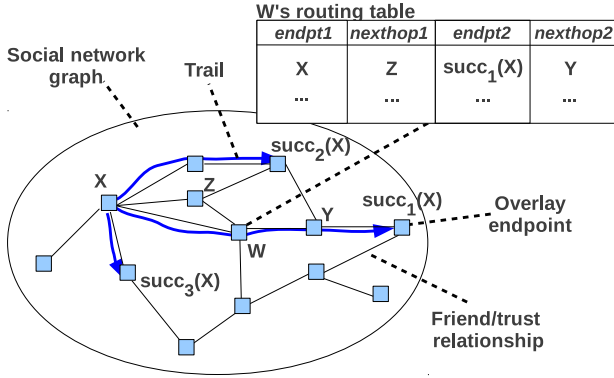 W's routing table
endpt1 nexthop1 endpt2 nexthop2
X Z succ₁(X) Y
... ... ... ...
Social network
graph
Trail
succ₂(X)
X
Z
succ₁(X)
Y
W
Overlay
endpoint
succ₃(X)
Friend/trust
relationship